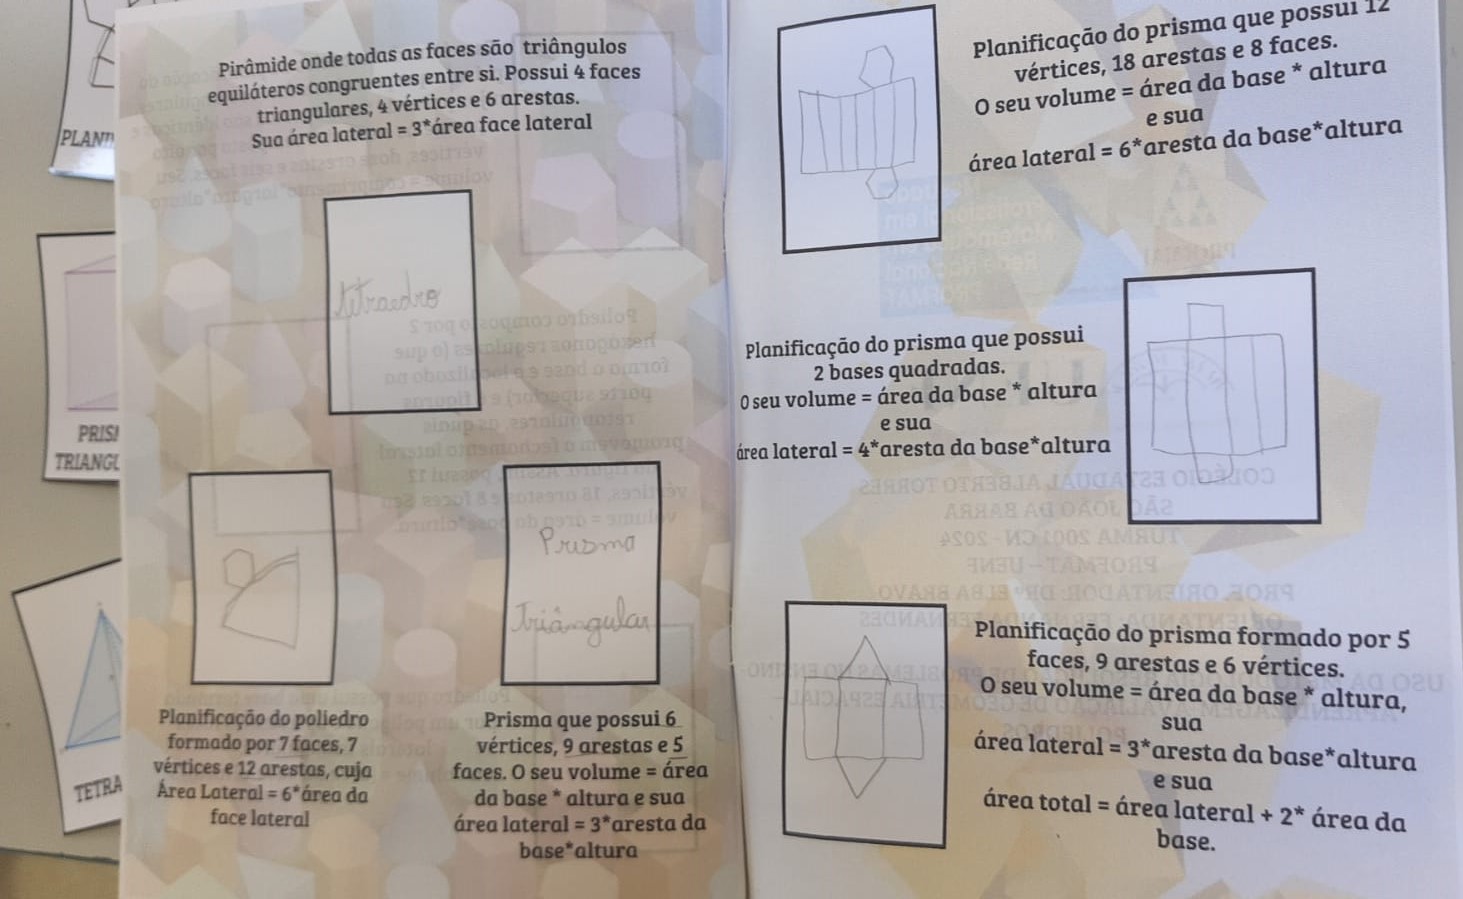 PLANI
PRIS
TRIANGU
TETRA
Pirâmide onde todas as faces são triângulos
equiláteros congruentes entre si. Possui 4 faces
triangulares, 4 vértices e 6 arestas.
Sua área lateral = 3*área face lateral
tetraedro
Planificação do poliedro
formado por 7 faces, 7
vértices e 12 arestas, cuja
Área Lateral = 6*área da
face lateral
Prisma
Triângular
Prisma que possui 6
vértices, 9 arestas e 5
faces. O seu volume = área
da base * altura e sua
área lateral = 3*aresta da
base*altura
Planificação do prisma que possui 12
vértices, 18 arestas e 8 faces.
O seu volume = área da base * altura
e sua
área lateral = 6*aresta da base*altura
Planificação do prisma que possui
2 bases quadradas.
O seu volume = área da base * altura
e sua
área lateral = 4*aresta da base*altura
Planificação do prisma formado por 5
faces, 9 arestas e 6 vértices.
O seu volume = área da base * altura,
sua
área lateral = 3*aresta da base*altura
e sua
área total = área lateral + 2* área da
base.